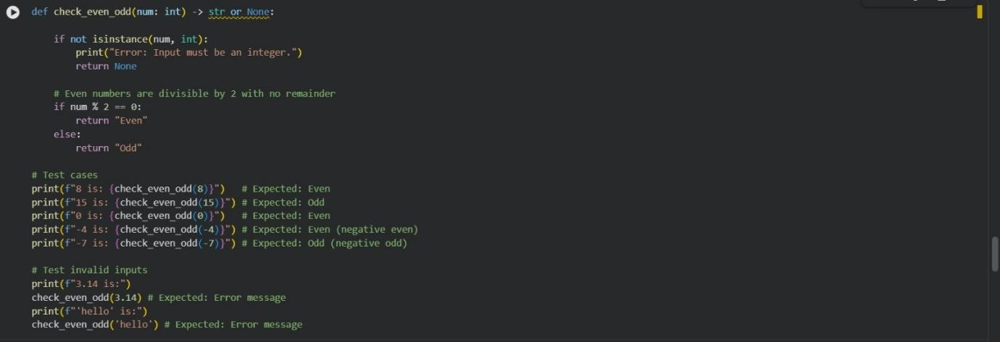 def check_even_odd(num: int) -> str or None:
    if not isinstance(num, int):
        print("Error: Input must be an integer.")
        return None
    # Even numbers are divisible by 2 with no remainder
    if num % 2 == 0:
        return "Even"
    else:
        return "Odd"
# Test cases
print(f"8 is: {check_even_odd(8)}")   # Expected: Even
print(f"15 is: {check_even_odd(15)}") # Expected: Odd
print(f"0 is: {check_even_odd(0)}")   # Expected: Even
print(f"-4 is: {check_even_odd(-4)}") # Expected: Even (negative even)
print(f"-7 is: {check_even_odd(-7)}") # Expected: Odd (negative odd)
# Test invalid inputs
print(f"3.14 is:")
check_even_odd(3.14) # Expected: Error message
print(f"'hello' is:")
check_even_odd('hello') # Expected: Error message